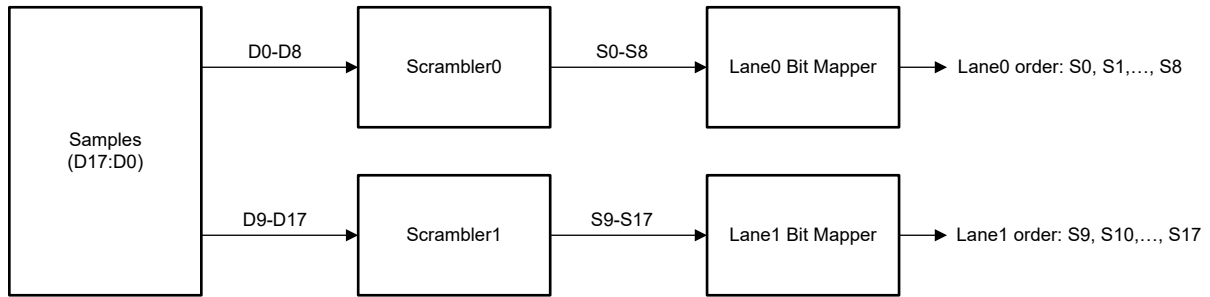 Samples
(D17:D0)
D0-D8
Scrambler0
S0-S8
Lane0 Bit Mapper
Lane0 order: S0, S1,…, S8
D9-D17
Scrambler1
S9-S17
Lane1 Bit Mapper
Lane1 order: S9, S10,…, S17